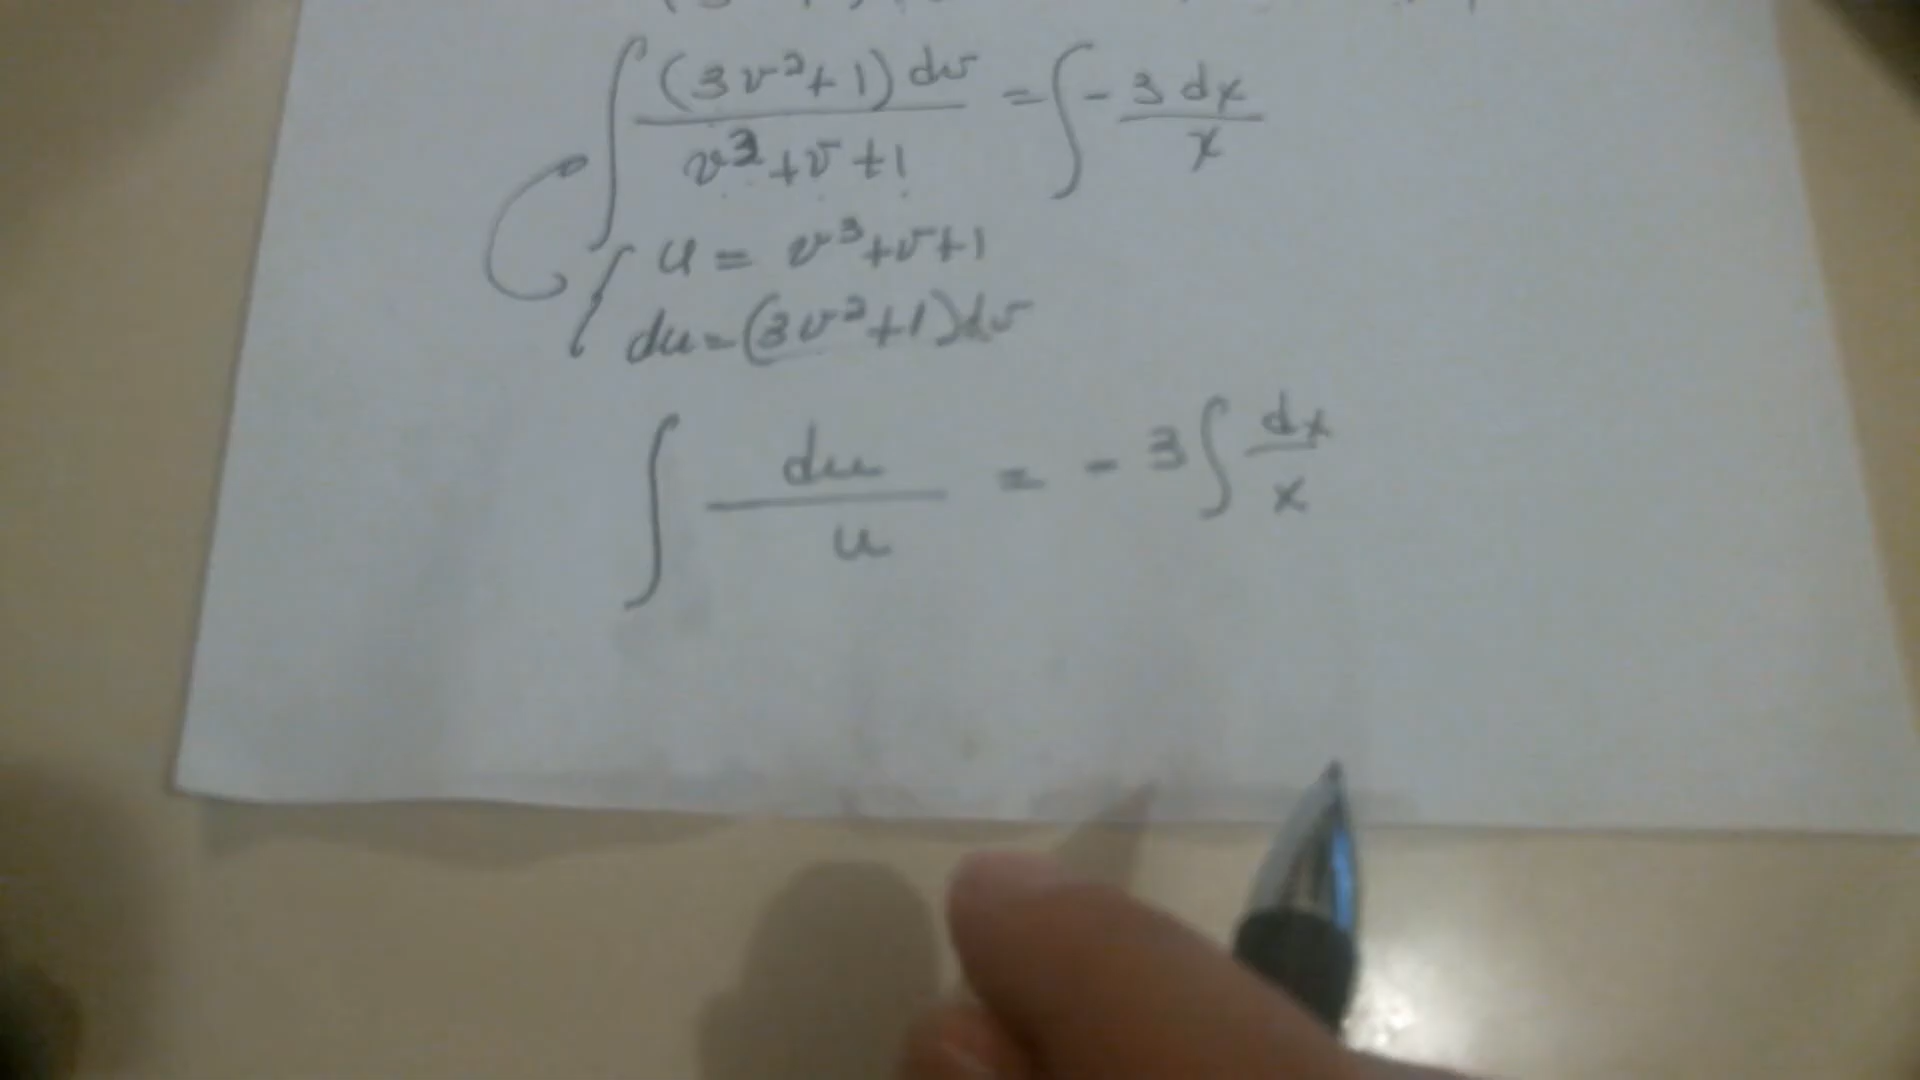 ∫ (3v²+1) dv / v³+v+1 = ∫ - 3 dx / x
u = v³+v+1
du = (3v²+1)dv
∫ du / u = - 3 ∫ dx / x